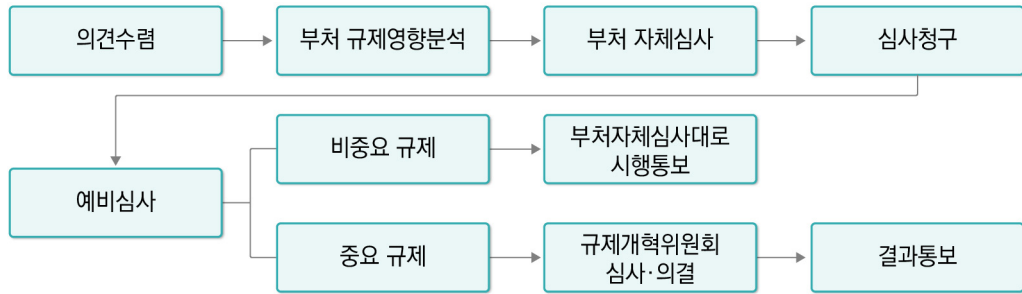 의견수렴
부처 규제영향분석
부처 자체심사
심사청구
예비심사
비중요 규제
부처자체심사대로
시행통보
중요 규제
규제개혁위원회
심사·의결
결과통보